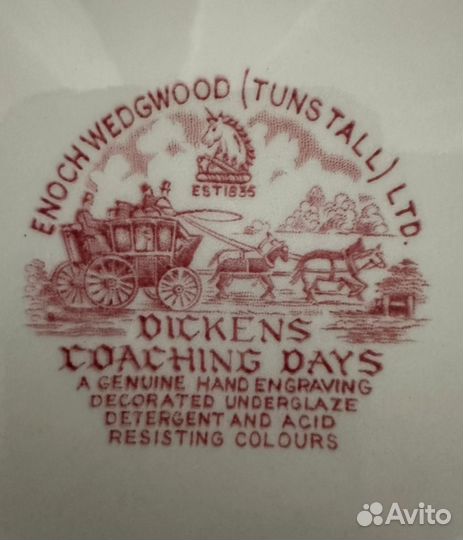 ENOCH WEDGWOOD (TUNSTALL) LTD.
EST 1835
DICKENS
COACHING DAYS
A GENUINE HAND ENGRAVING
DECORATED UNDERGLAZE
DETERGENT AND ACID
RESISTING COLOURS
Avito